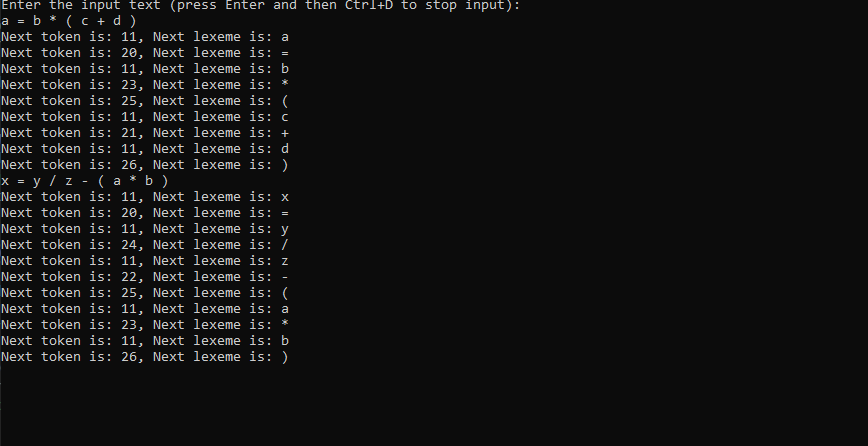 Enter the input text (press Enter and then Ctrl+D to stop input):
a = b * ( c + d )
Next token is: 11, Next lexeme is: a
Next token is: 20, Next lexeme is: =
Next token is: 11, Next lexeme is: b
Next token is: 23, Next lexeme is: *
Next token is: 25, Next lexeme is: (
Next token is: 11, Next lexeme is: c
Next token is: 21, Next lexeme is: +
Next token is: 11, Next lexeme is: d
Next token is: 26, Next lexeme is: )
x = y / z - ( a * b )
Next token is: 11, Next lexeme is: x
Next token is: 20, Next lexeme is: =
Next token is: 11, Next lexeme is: y
Next token is: 24, Next lexeme is: /
Next token is: 11, Next lexeme is: z
Next token is: 22, Next lexeme is: -
Next token is: 25, Next lexeme is: (
Next token is: 11, Next lexeme is: a
Next token is: 23, Next lexeme is: *
Next token is: 11, Next lexeme is: b
Next token is: 26, Next lexeme is: )